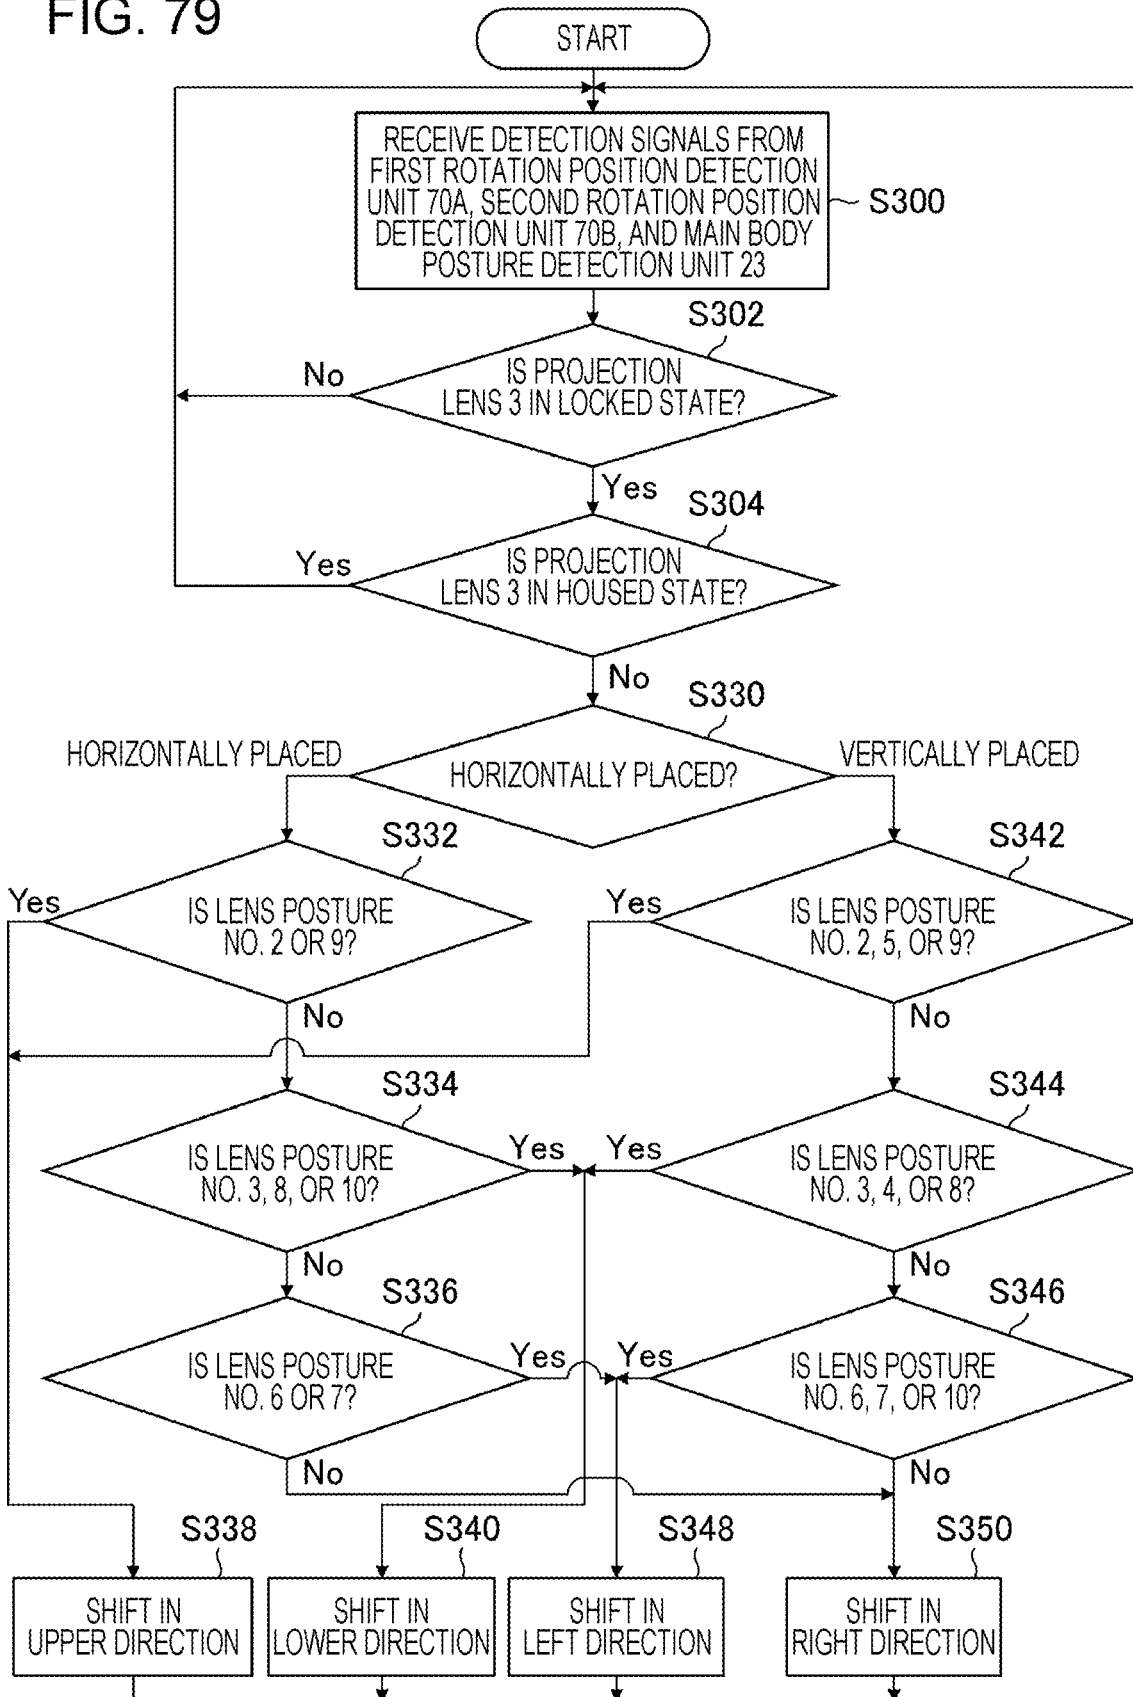 FIG. 79
START
RECEIVE DETECTION SIGNALS FROM
FIRST ROTATION POSITION DETECTION
UNIT 70A, SECOND ROTATION POSITION
DETECTION UNIT 70B, AND MAIN BODY
POSTURE DETECTION UNIT 23
S300
S302
No
IS PROJECTION
LENS 3 IN LOCKED STATE?
Yes
S304
Yes
IS PROJECTION
LENS 3 IN HOUSED STATE?
No
S330
HORIZONTALLY PLACED
HORIZONTALLY PLACED?
VERTICALLY PLACED
S332
S342
Yes
IS LENS POSTURE
NO. 2 OR 9?
Yes
IS LENS POSTURE
NO. 2, 5, OR 9?
No
No
S334
S344
IS LENS POSTURE
NO. 3, 8, OR 10?
Yes
Yes
IS LENS POSTURE
NO. 3, 4, OR 8?
No
No
S336
S346
IS LENS POSTURE
NO. 6 OR 7?
Yes
Yes
IS LENS POSTURE
NO. 6, 7, OR 10?
No
No
S338
S340
S348
S350
SHIFT IN
UPPER DIRECTION
SHIFT IN
LOWER DIRECTION
SHIFT IN
LEFT DIRECTION
SHIFT IN
RIGHT DIRECTION